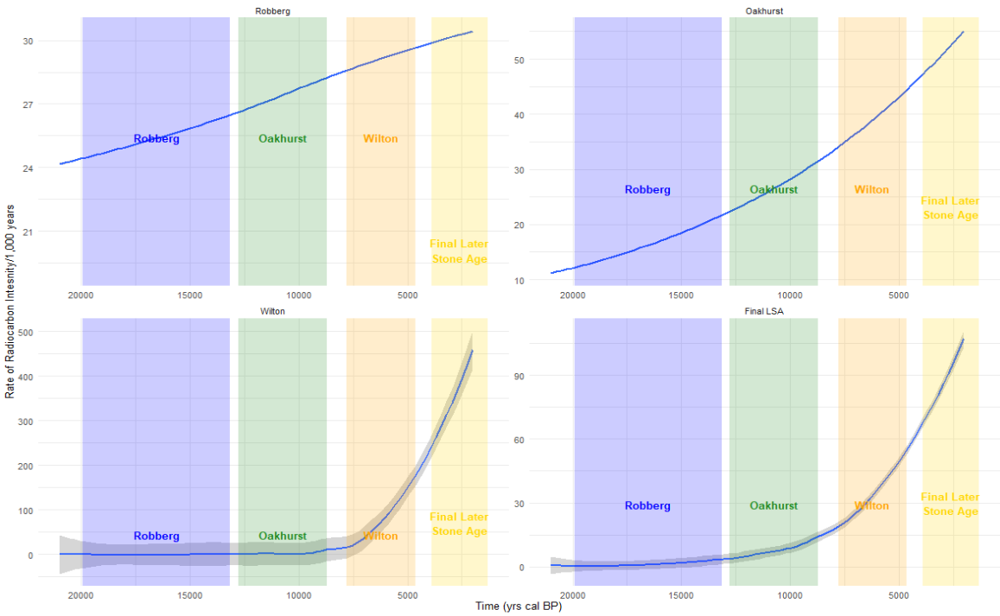 Robberg
Oakhurst
30
27
24
21
Robberg
Oakhurst
Wilton
Final Later
Stone Age
20000
15000
10000
5000
50
40
30
20
10
Robberg
Oakhurst
Wilton
Final Later
Stone Age
20000
15000
10000
5000
Rate of Radiocarbon Intesnity/1,000 years
Wilton
Final LSA
500
400
300
200
100
0
Robberg
Oakhurst
Wilton
Final Later
Stone Age
20000
15000
10000
5000
90
60
30
0
Robberg
Oakhurst
Wilton
Final Later
Stone Age
20000
15000
10000
5000
Time (yrs cal BP)